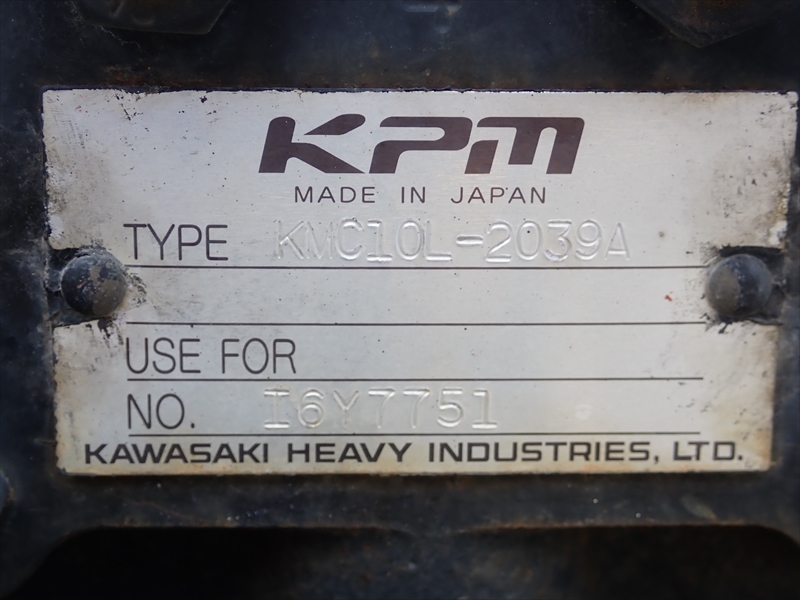 KPM
MADE IN JAPAN
TYPE KMC10L-2039A
USE FOR
NO. I6Y7751
KAWASAKI HEAVY INDUSTRIES, LTD.